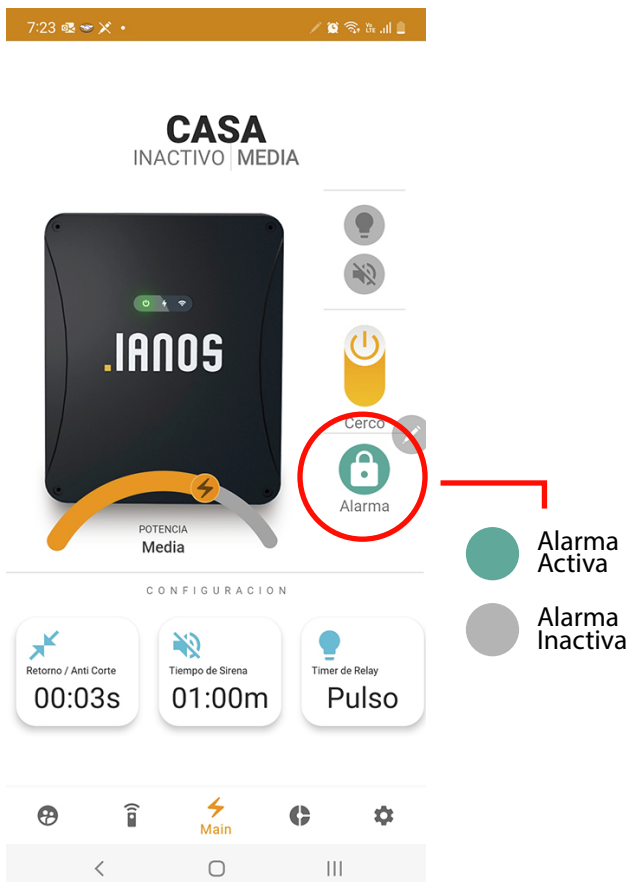 7:23
CASA
INACTIVO MEDIA
.IANOS
Cerco
Alarma
POTENCIA
Media
CONFIGURACION
Retorno / Anti Corte
00:03s
Tiempo de Sirena
01:00m
Timer de Relay
Pulso
Main
Alarma
Activa
Alarma
Inactiva